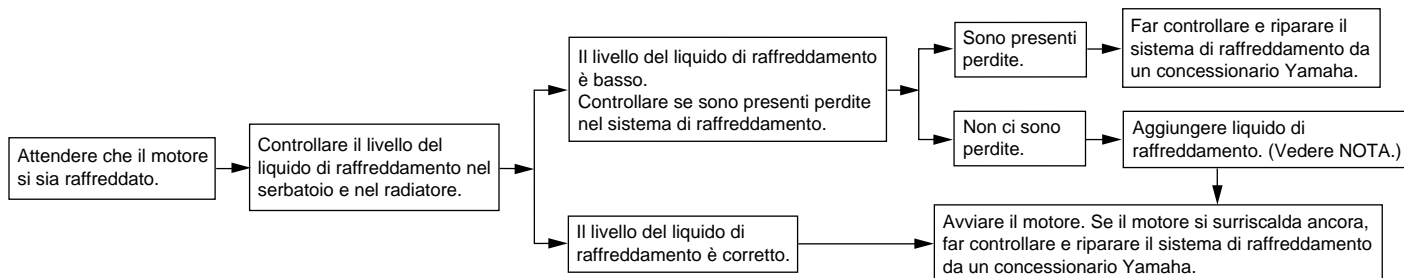 Attendere che il motore
si sia raffreddato.
Controllare il livello del
liquido di raffreddamento nel
serbatoio e nel radiatore.
Il livello del liquido di raffreddamento
è basso.
Controllare se sono presenti perdite
nel sistema di raffreddamento.
Sono presenti
perdite.
Far controllare e riparare il
sistema di raffreddamento da
un concessionario Yamaha.
Non ci sono
perdite.
Aggiungere liquido di
raffreddamento. (Vedere NOTA.)
Il livello del liquido di
raffreddamento è corretto.
Avviare il motore. Se il motore si surriscalda ancora,
far controllare e riparare il sistema di raffreddamento
da un concessionario Yamaha.